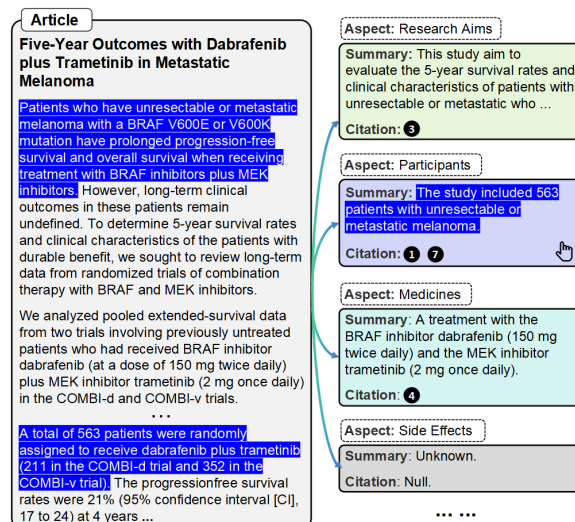 Article
Five-Year Outcomes with Dabrafenib
plus Trametinib in Metastatic
Melanoma
Patients who have unresectable or metastatic
melanoma with a BRAF V600E or V600K
mutation have prolonged progression-free
survival and overall survival when receiving
treatment with BRAF inhibitors plus MEK
inhibitors. However, long-term clinical
outcomes in these patients remain
undefined. To determine 5-year survival rates
and clinical characteristics of the patients with
durable benefit, we sought to review long-term
data from randomized trials of combination
therapy with BRAF and MEK inhibitors.
We analyzed pooled extended-survival data
from two trials involving previously untreated
patients who had received BRAF inhibitor
dabrafenib (at a dose of 150 mg twice daily)
plus MEK inhibitor trametinib (2 mg once daily)
in the COMBI-d and COMBI-v trials.
...
A total of 563 patients were randomly
assigned to receive dabrafenib plus trametinib
(211 in the COMBI-d trial and 352 in the
COMBI-v trial). The progressionfree survival
rates were 21% (95% confidence interval [CI],
17 to 24) at 4 years ...
Aspect: Research Aims
Summary: This study aim to
evaluate the 5-year survival rates and
clinical characteristics of patients with
unresectable or metastatic who ...
Citation: 3
Aspect: Participants
Summary: The study included 563
patients with unresectable or
metastatic melanoma.
Citation: 1 7
Aspect: Medicines
Summary: A treatment with the
BRAF inhibitor dabrafenib (150 mg
twice daily) and the MEK inhibitor
trametinib (2 mg once daily).
Citation: 4
Aspect: Side Effects
Summary: Unknown.
Citation: Null.
... ...